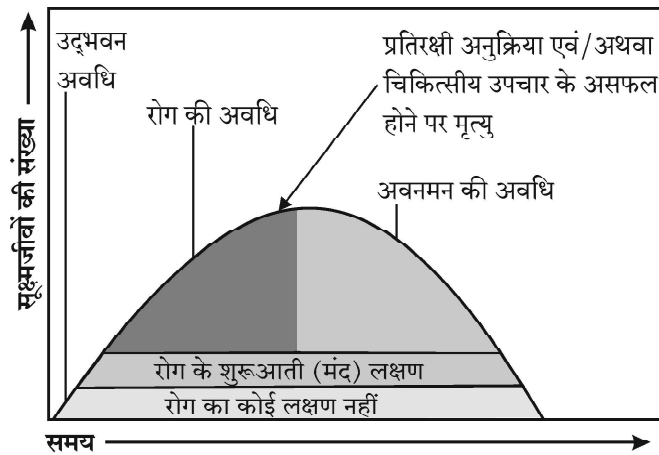 उद्भवन
अवधि
प्रतिरक्षी अनुक्रिया एवं/अथवा
चिकित्सीय उपचार के असफल
होने पर मृत्यु
रोग की अवधि
अवनमन की अवधि
सूक्ष्मजीवों की संख्या
रोग के शुरूआती (मंद) लक्षण
रोग का कोई लक्षण नहीं
समय